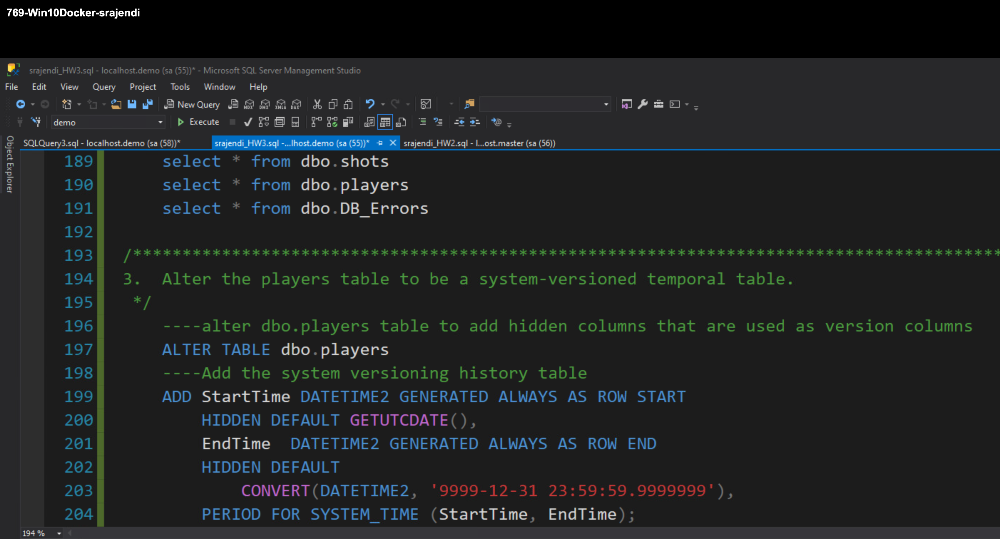 769-Win10Docker-srajendi
srajendi_HW3.sql - localhost.demo (sa (55))* - Microsoft SQL Server Management Studio
File Edit View Query Project Tools Window Help
New Query MDX DMX XMLA DAX
demo Execute
Object Explorer
SQLQuery3.sql - localhost.demo (sa (58))* srajendi_HW3.sql -...lhost.demo (sa (55))* srajendi_HW2.sql - l...ost.master (sa (56))
189 select * from dbo.shots
190 select * from dbo.players
191 select * from dbo.DB_Errors
192
193 /****************************************************************************************
194 3. Alter the players table to be a system-versioned temporal table.
195 */
196 ----alter dbo.players table to add hidden columns that are used as version columns
197 ALTER TABLE dbo.players
198 ----Add the system versioning history table
199 ADD StartTime DATETIME2 GENERATED ALWAYS AS ROW START
200 HIDDEN DEFAULT GETUTCDATE(),
201 EndTime DATETIME2 GENERATED ALWAYS AS ROW END
202 HIDDEN DEFAULT
203 CONVERT(DATETIME2, '9999-12-31 23:59:59.9999999'),
204 PERIOD FOR SYSTEM_TIME (StartTime, EndTime);
194 %